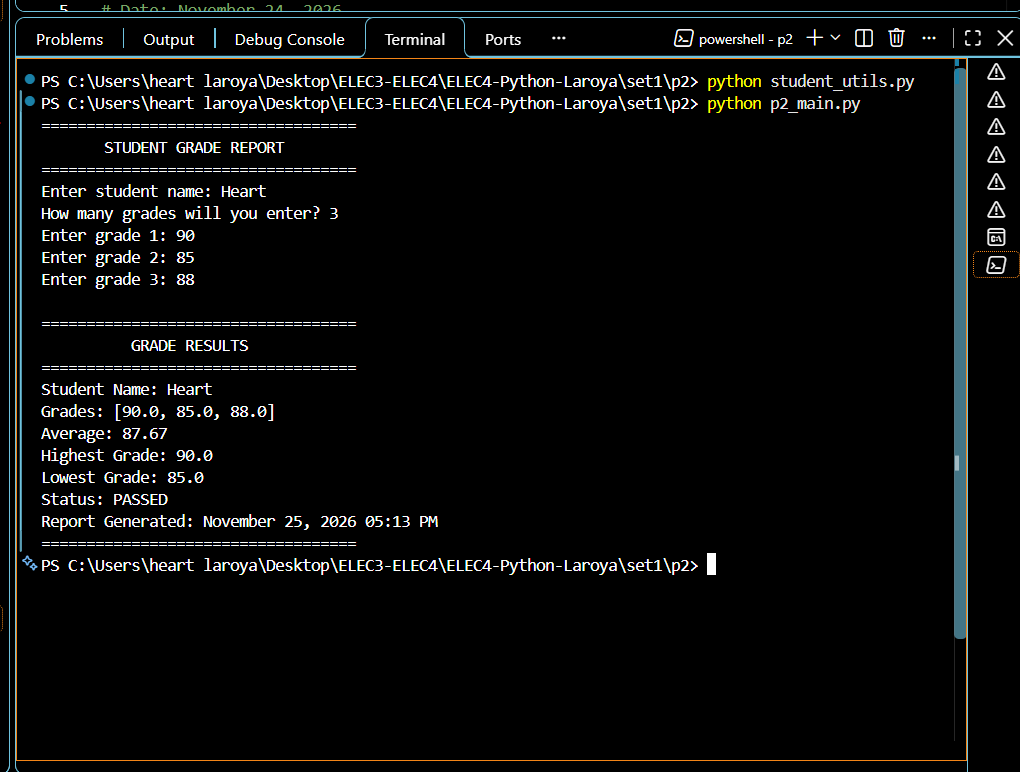 5 # Date: November 24, 2026
Problems Output Debug Console Terminal Ports ··· powershell - p2 ···
PS C:\Users\heart laroya\Desktop\ELEC3-ELEC4\ELEC4-Python-Laroya\set1\p2> python student_utils.py
PS C:\Users\heart laroya\Desktop\ELEC3-ELEC4\ELEC4-Python-Laroya\set1\p2> python p2_main.py
===================================
STUDENT GRADE REPORT
===================================
Enter student name: Heart
How many grades will you enter? 3
Enter grade 1: 90
Enter grade 2: 85
Enter grade 3: 88
===================================
GRADE RESULTS
===================================
Student Name: Heart
Grades: [90.0, 85.0, 88.0]
Average: 87.67
Highest Grade: 90.0
Lowest Grade: 85.0
Status: PASSED
Report Generated: November 25, 2026 05:13 PM
===================================
PS C:\Users\heart laroya\Desktop\ELEC3-ELEC4\ELEC4-Python-Laroya\set1\p2>